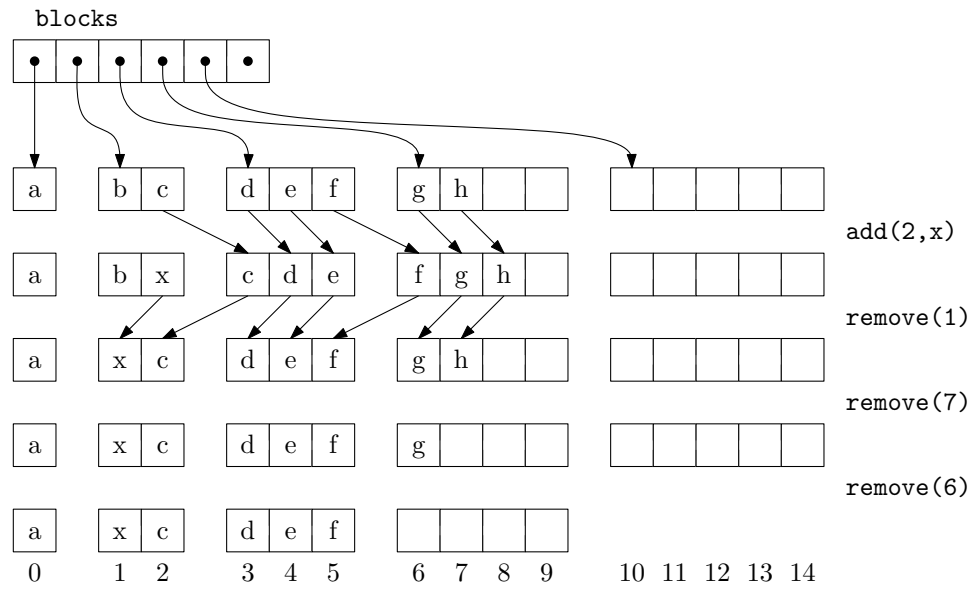 blocks
a b c d e f g h
add(2,x)
a b x c d e f g h
remove(1)
a x c d e f g h
remove(7)
a x c d e f g
remove(6)
a x c d e f
0 1 2 3 4 5 6 7 8 9 10 11 12 13 14